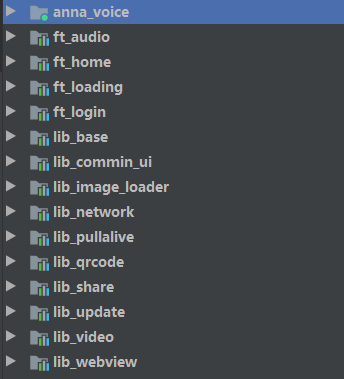 anna_voice
ft_audio
ft_home
ft_loading
ft_login
lib_base
lib_commin_ui
lib_image_loader
lib_network
lib_pullalive
lib_qrcode
lib_share
lib_update
lib_video
lib_webview